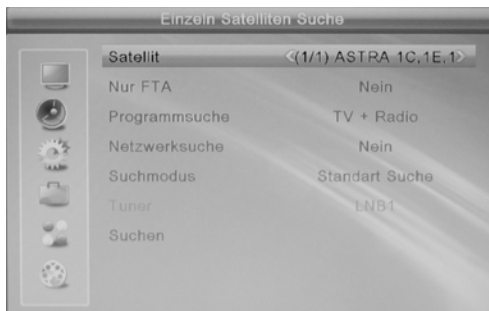 Einzeln Satelliten Suche
Satellit (1/1) ASTRA 1C,1E,1
Nur FTA Nein
Programmsuche TV + Radio
Netzwerksuche Nein
Suchmodus Standart Suche
Tuner LNB1
Suchen